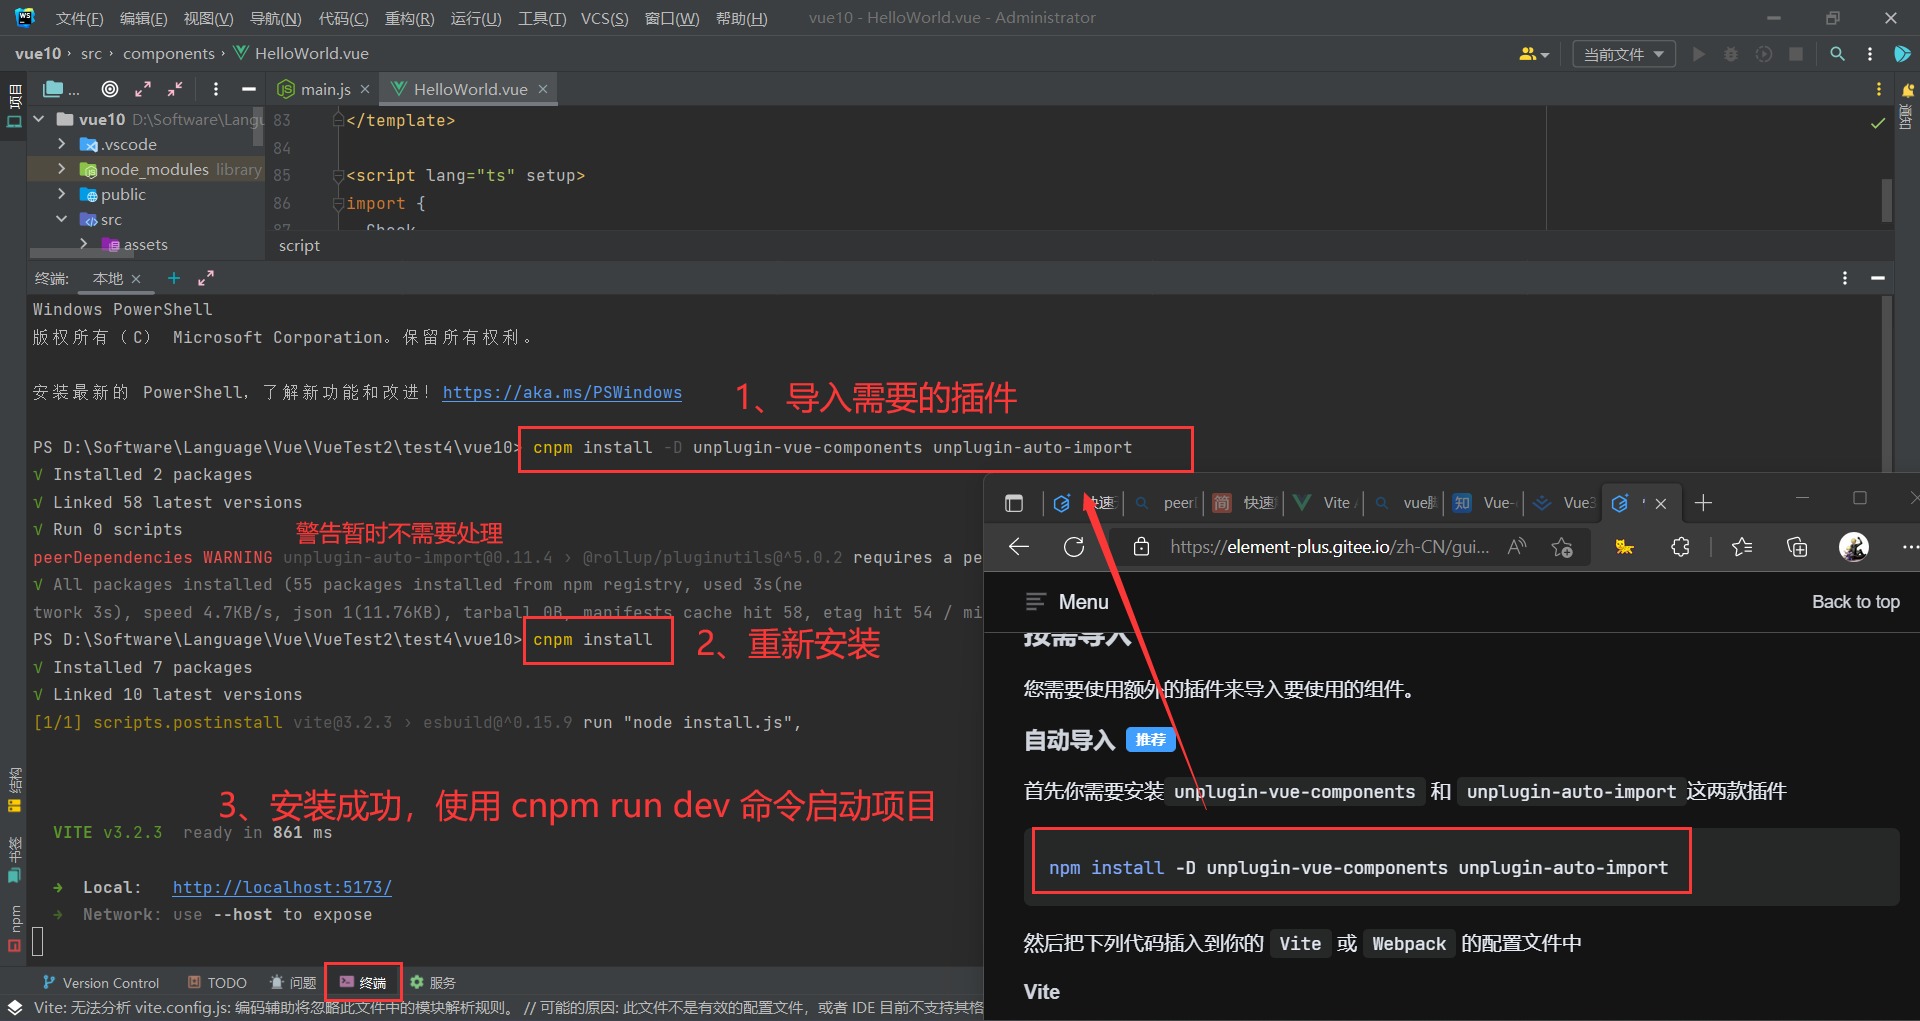 文件(F) 编辑(E) 视图(V) 导航(N) 代码(C) 重构(R) 运行(U) 工具(T) VCS(S) 窗口(W) 帮助(H) vue10 - HelloWorld.vue - Administrator
vue10 › src › components › HelloWorld.vue
当前文件
项目
...
main.js
HelloWorld.vue
通知
vue10 D:\Software\Langu
.vscode
node_modules library
public
src
assets
83 </template>
84
85 <script lang="ts" setup>
86 import {
87 Check
script
终端: 本地
Windows PowerShell
版权所有（C） Microsoft Corporation。保留所有权利。
安装最新的 PowerShell，了解新功能和改进！https://aka.ms/PSWindows
1、导入需要的插件
PS D:\Software\Language\Vue\VueTest2\test4\vue10> cnpm install -D unplugin-vue-components unplugin-auto-import
√ Installed 2 packages
√ Linked 58 latest versions
√ Run 0 scripts
警告暂时不需要处理
peerDependencies WARNING unplugin-auto-import@0.11.4 › @rollup/pluginutils@^5.0.2 requires a pe
√ All packages installed (55 packages installed from npm registry, used 3s(ne
twork 3s), speed 4.7KB/s, json 1(11.76KB), tarball 0B, manifests cache hit 58, etag hit 54 / mi
PS D:\Software\Language\Vue\VueTest2\test4\vue10> cnpm install
2、重新安装
√ Installed 7 packages
√ Linked 10 latest versions
[1/1] scripts.postinstall vite@3.2.3 › esbuild@^0.15.9 run "node install.js",
3、安装成功，使用 cnpm run dev 命令启动项目
VITE v3.2.3 ready in 861 ms
➜ Local: http://localhost:5173/
➜ Network: use --host to expose
结构
书签
npm
Version Control TODO 问题 终端 服务
Vite: 无法分析 vite.config.js: 编码辅助将忽略此文件中的模块解析规则。 // 可能的原因: 此文件不是有效的配置文件，或者 IDE 目前不支持其格
快速 peer 简 快速 Vite 知 vue Vue- Vue3
https://element-plus.gitee.io/zh-CN/gui...
Menu
Back to top
按需导入
您需要使用额外的插件来导入要使用的组件。
自动导入 推荐
首先你需要安装 unplugin-vue-components 和 unplugin-auto-import 这两款插件
npm install -D unplugin-vue-components unplugin-auto-import
然后把下列代码插入到你的 Vite 或 Webpack 的配置文件中
Vite